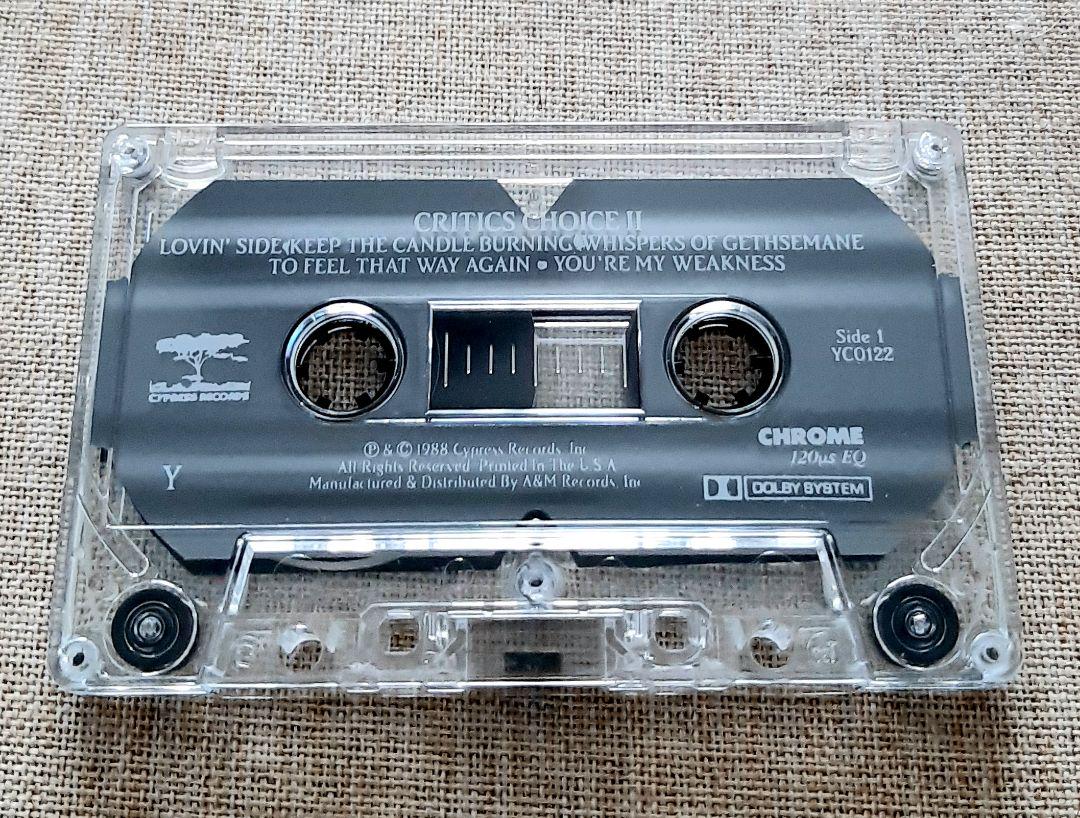 CRITICS CHOICE II
LOVIN' SIDE • KEEP THE CANDLE BURNING • WHISPERS OF GETHSEMANE
TO FEEL THAT WAY AGAIN • YOU'RE MY WEAKNESS
Side 1
YC0122
CYPRESS RECORDS
CHROME
120µs EQ
Y
℗ & © 1988 Cypress Records, Inc
All Rights Reserved. Printed In The U.S.A.
Manufactured & Distributed By A&M Records, Inc
DOLBY SYSTEM